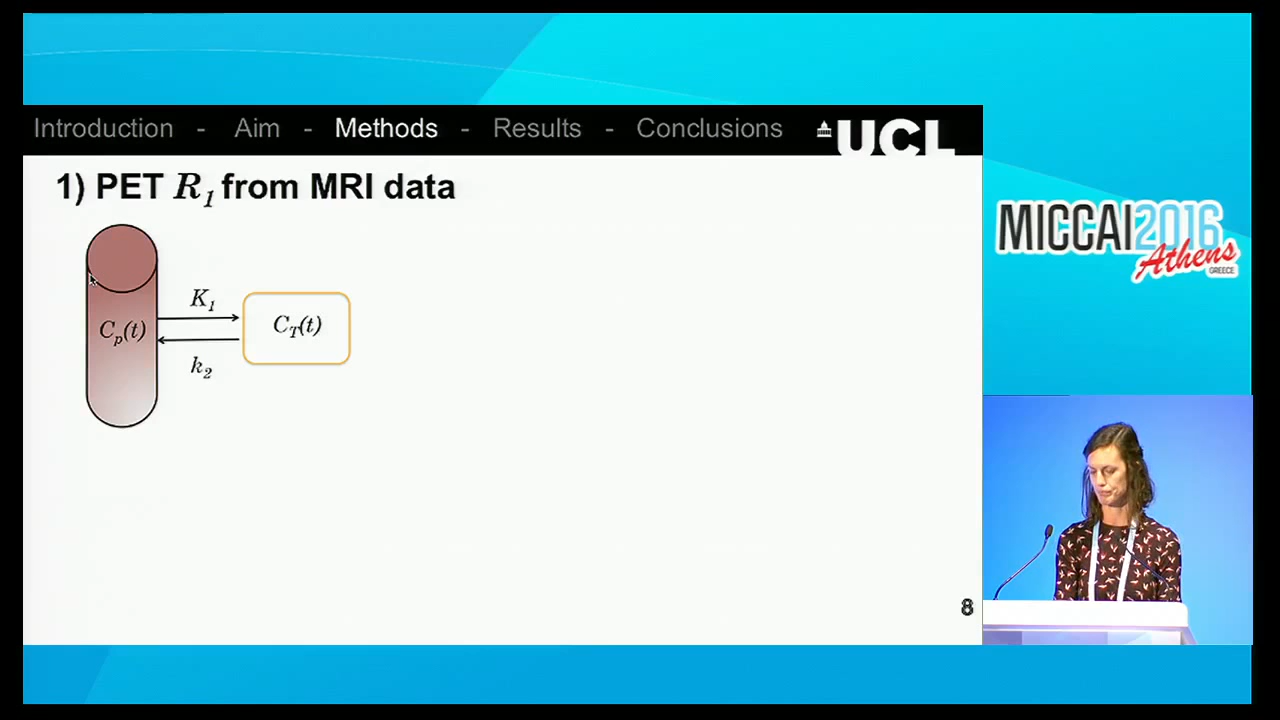 Introduction - Aim - Methods - Results - Conclusions UCL
1) PET R₁ from MRI data
K₁
Cₚ(t)
C_T(t)
k₂
8
MICCAI2016
Athens
GREECE